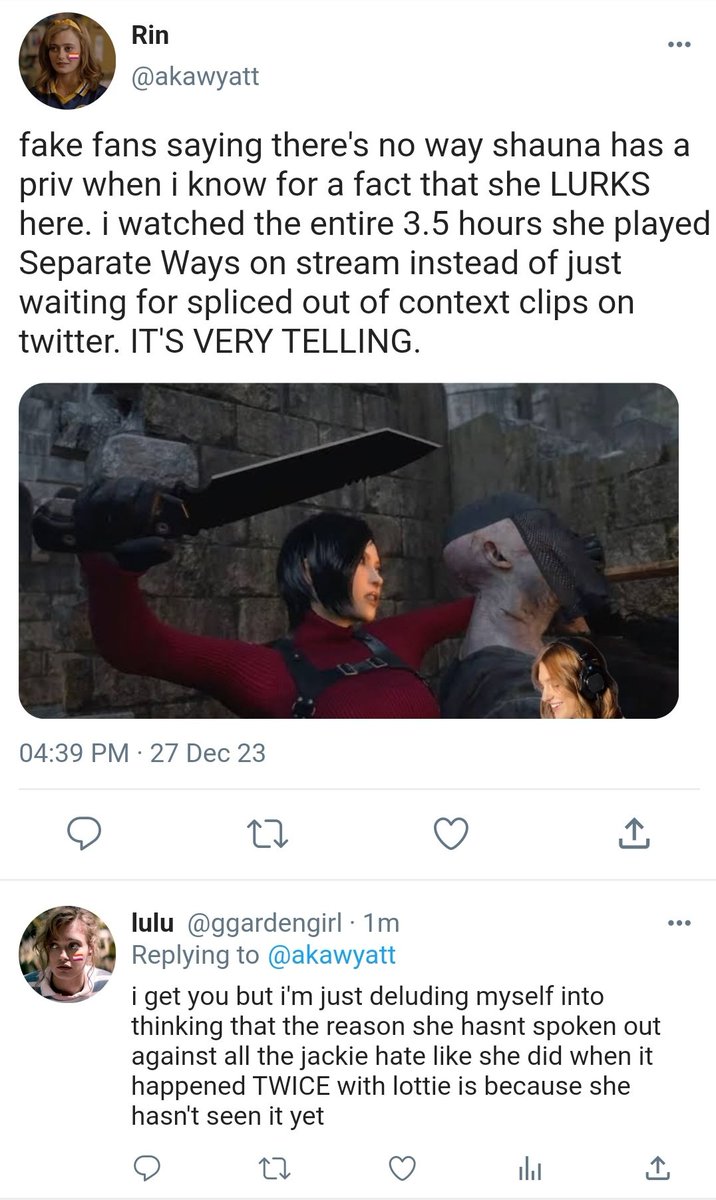 Rin
@akawyatt
fake fans saying there's no way shauna has a
priv when i know for a fact that she LURKS
here. i watched the entire 3.5 hours she played
Separate Ways on stream instead of just
waiting for spliced out of context clips on
twitter. IT'S VERY TELLING.
04:39 PM · 27 Dec 23
lulu @ggardengirl · 1m
Replying to @akawyatt
i get you but i'm just deluding myself into
thinking that the reason she hasnt spoken out
against all the jackie hate like she did when it
happened TWICE with lottie is because she
hasn't seen it yet